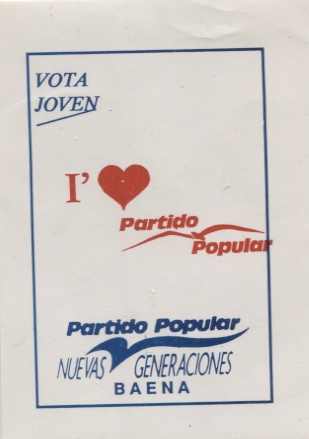 VOTA
JOVEN
I'
Partido
Popular
Partido Popular
NUEVAS GENERACIONES
BAENA